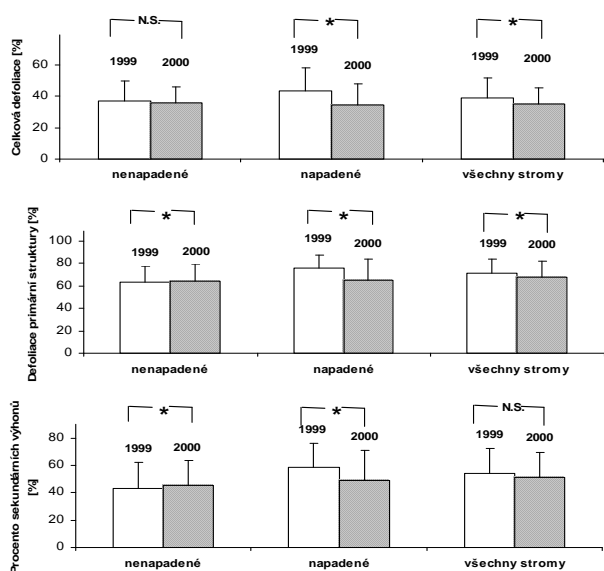 N.S. * *
Celková defoliace [%]
60
40
20
0
1999 2000 1999 2000 1999 2000
nenapadené napadené všechny stromy
* * *
Defoliace primární struktury [%]
100
80
60
40
20
0
1999 2000 1999 2000 1999 2000
nenapadené napadené všechny stromy
* * N.S.
Procento sekundárních výhonů
[%]
80
60
40
20
0
1999 2000 1999 2000 1999 2000
nenapadené napadené všechny stromy